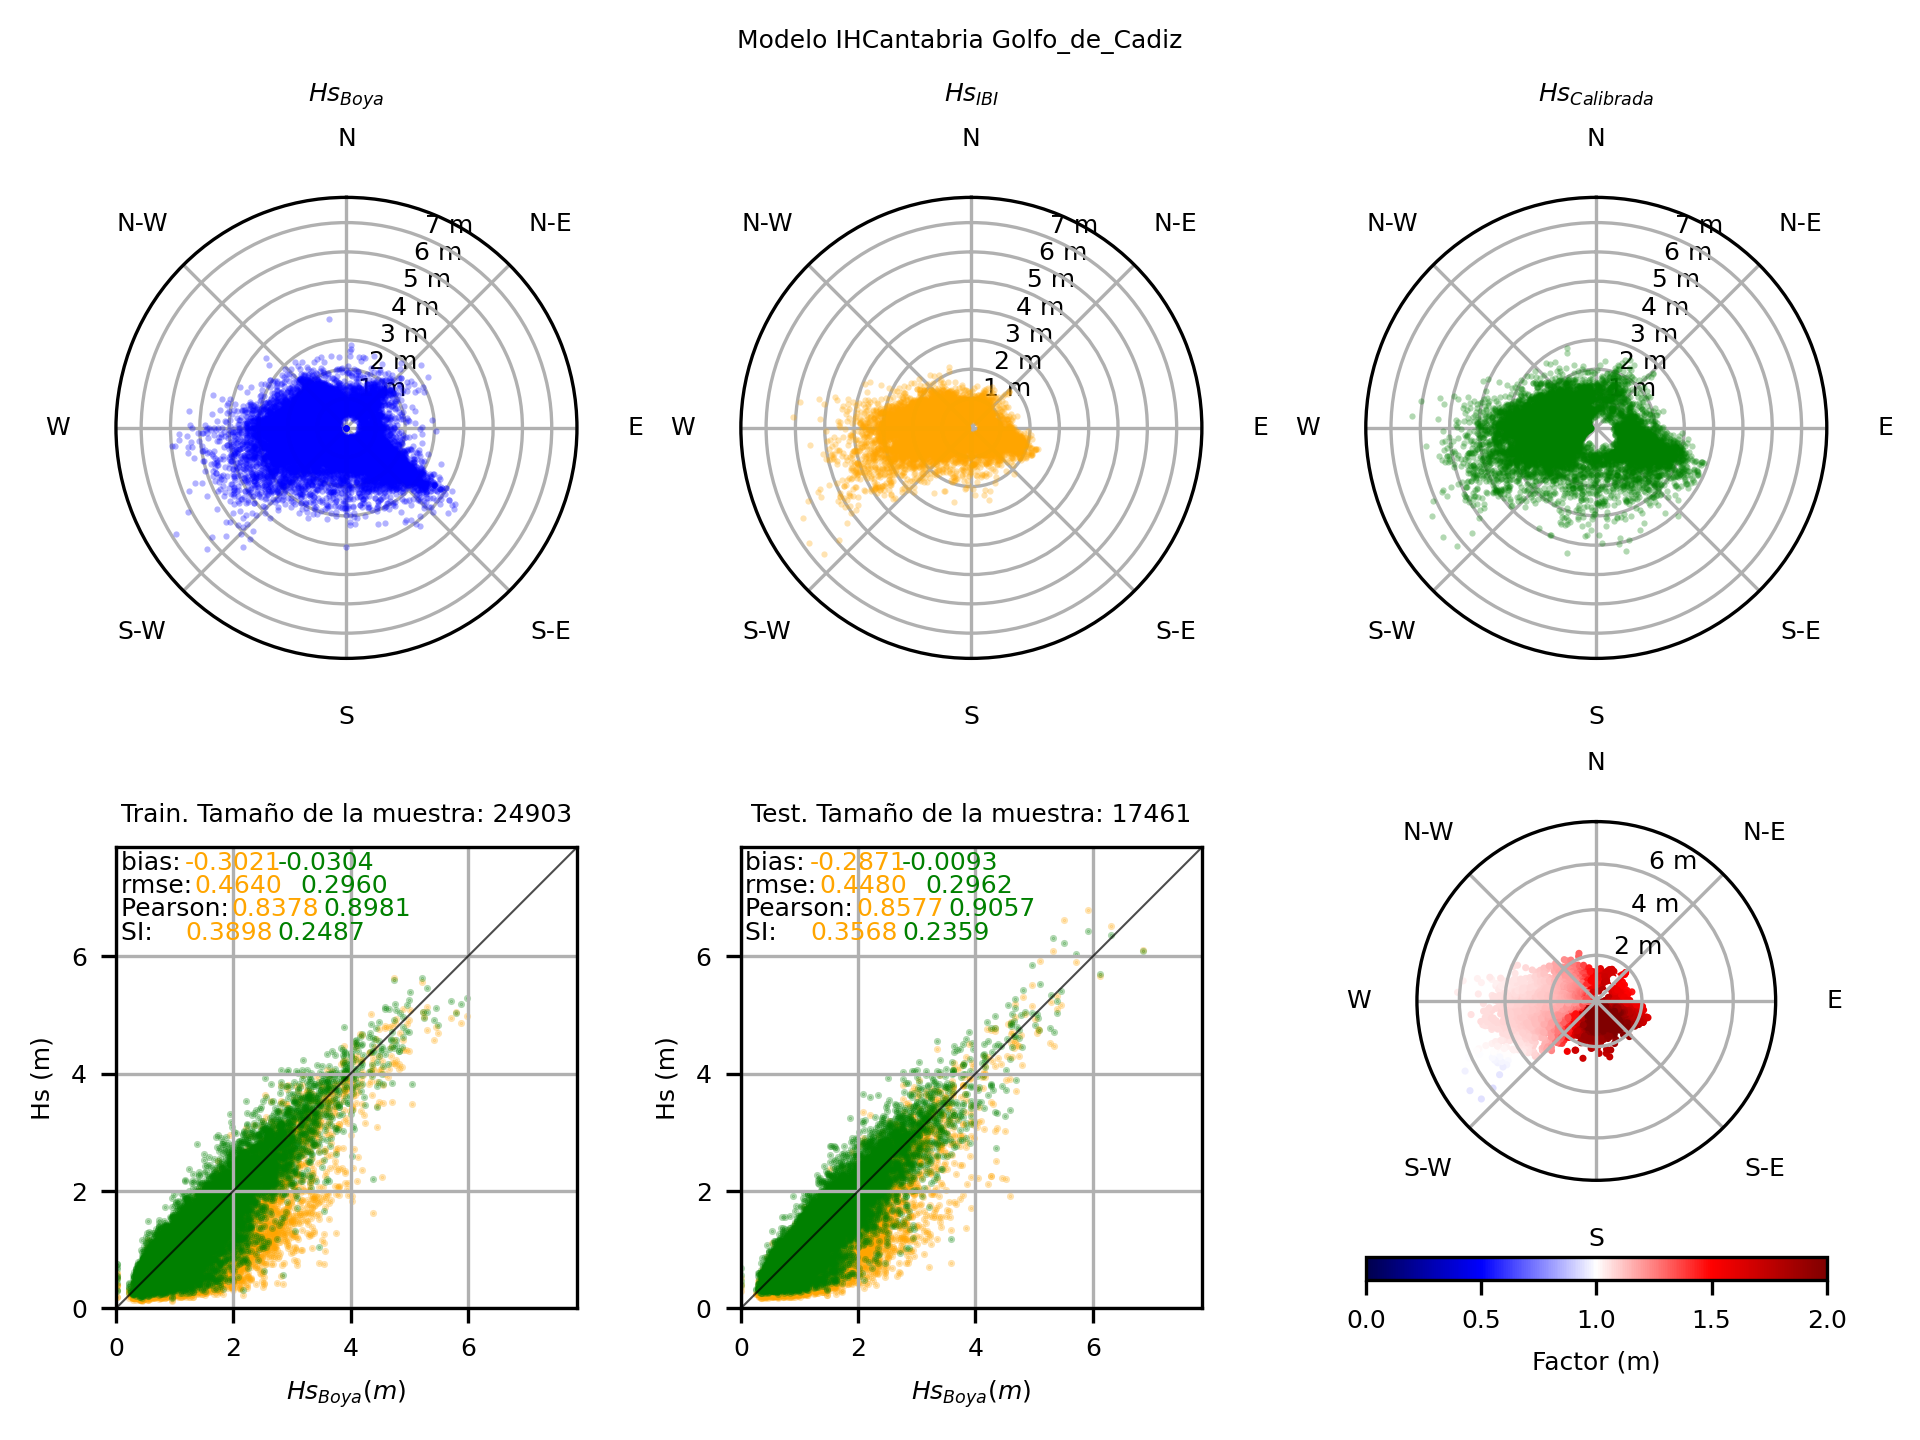 Modelo IHCantabria Golfo_de_Cadiz
Hs_Boya
N
N-W
N-E
W
E
S-W
S-E
S
7 m
6 m
5 m
4 m
3 m
2 m
1 m
Hs_IBI
N
N-W
N-E
W
E
S-W
S-E
S
7 m
6 m
5 m
4 m
3 m
2 m
1 m
Hs_Calibrada
N
N-W
N-E
W
E
S-W
S-E
S
7 m
6 m
5 m
4 m
3 m
2 m
m
Train. Tamaño de la muestra: 24903
bias: -0.3021 -0.0304
rmse: 0.4640 0.2960
Pearson: 0.8378 0.8981
SI: 0.3898 0.2487
Hs (m)
6
4
2
0
0 2 4 6
Hs_Boya(m)
Test. Tamaño de la muestra: 17461
bias: -0.2871 -0.0093
rmse: 0.4480 0.2962
Pearson: 0.8577 0.9057
SI: 0.3568 0.2359
Hs (m)
6
4
2
0
0 2 4 6
Hs_Boya(m)
N
N-W
N-E
W
E
S-W
S-E
S
6 m
4 m
2 m
0.0 0.5 1.0 1.5 2.0
Factor (m)